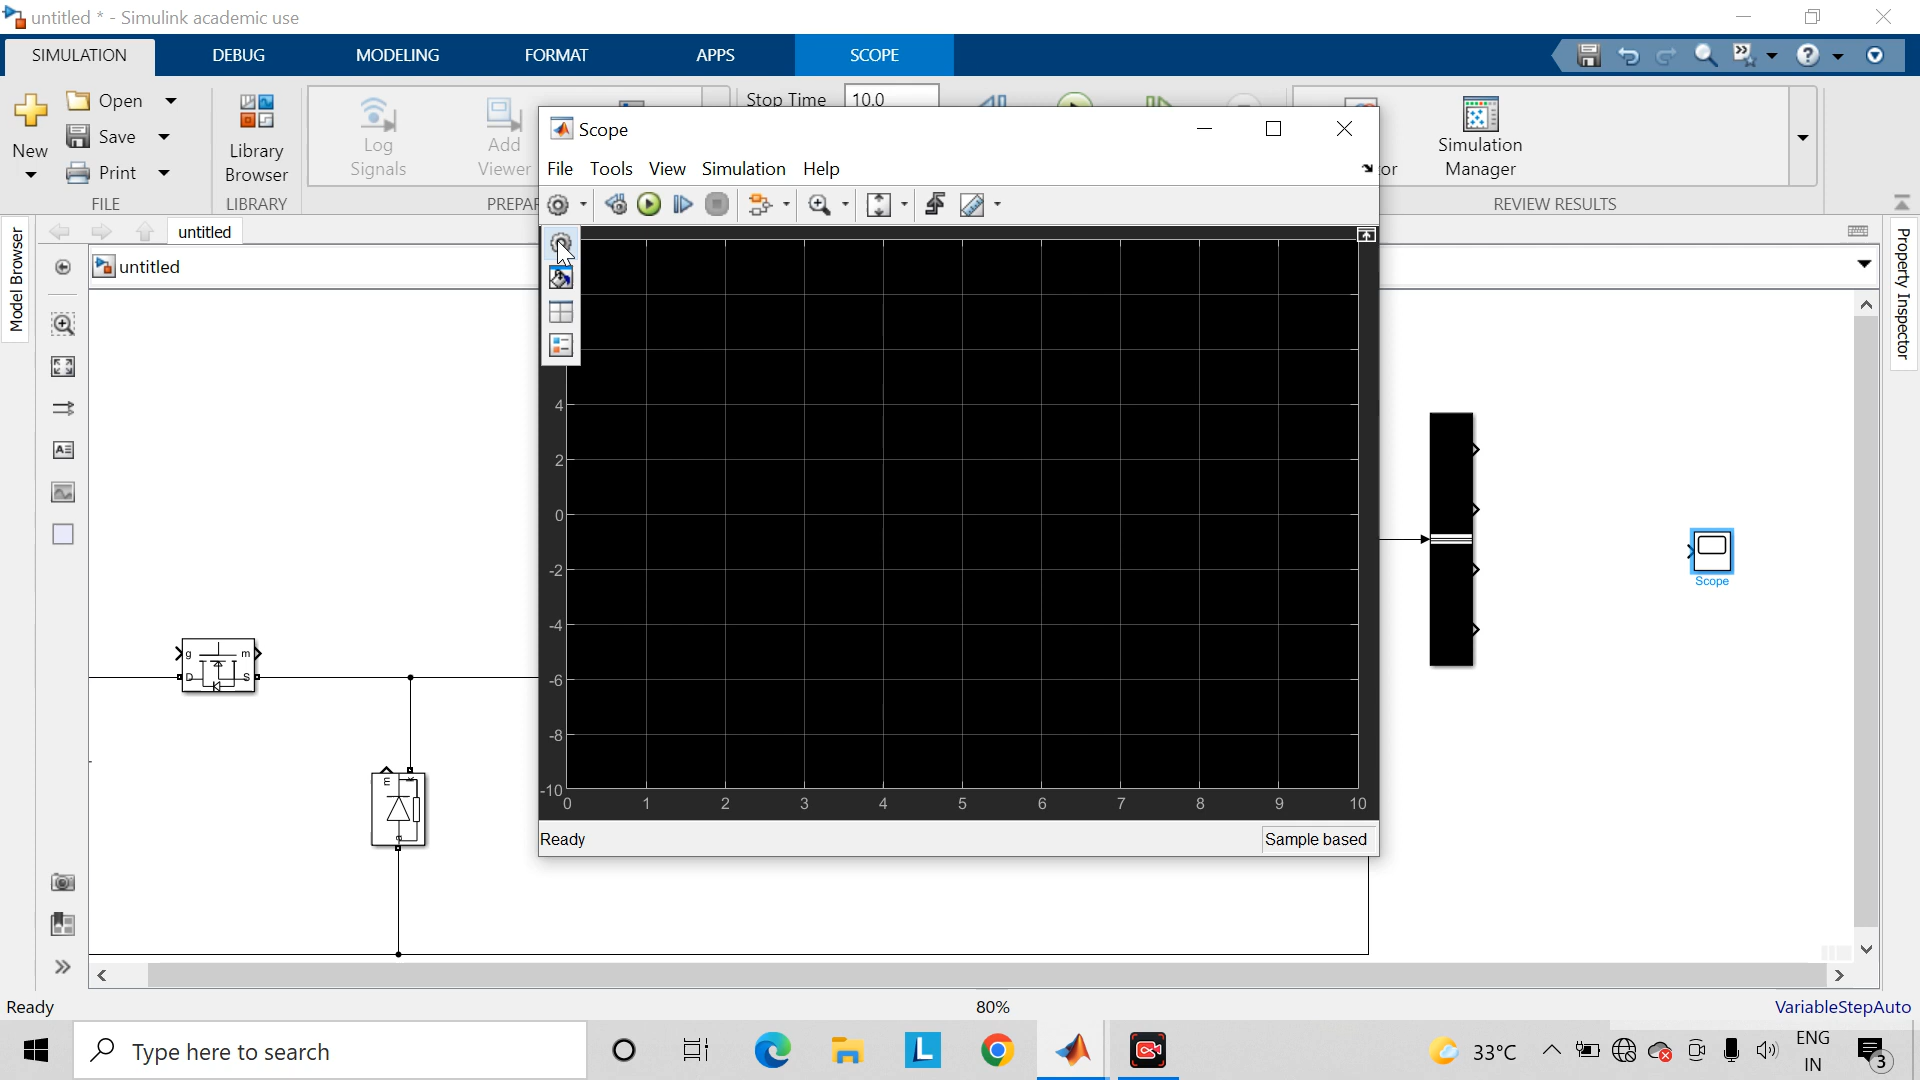 untitled * - Simulink academic use
SIMULATION DEBUG MODELING FORMAT APPS SCOPE
New
Open
Save
Print
FILE
Library
Browser
LIBRARY
Log
Signals
Add
Viewer
PREPAR
Stop Time 10.0
Simulation
Manager
REVIEW RESULTS
Scope
File Tools View Simulation Help
Model Browser
untitled
untitled
Property Inspector
4
2
0
-2
-4
-6
-8
-10
0 1 2 3 4 5 6 7 8 9 10
Ready Sample based
g m
D S
m k
a
Scope
Ready 80% VariableStepAuto
Type here to search
L
33°C
ENG
IN
3